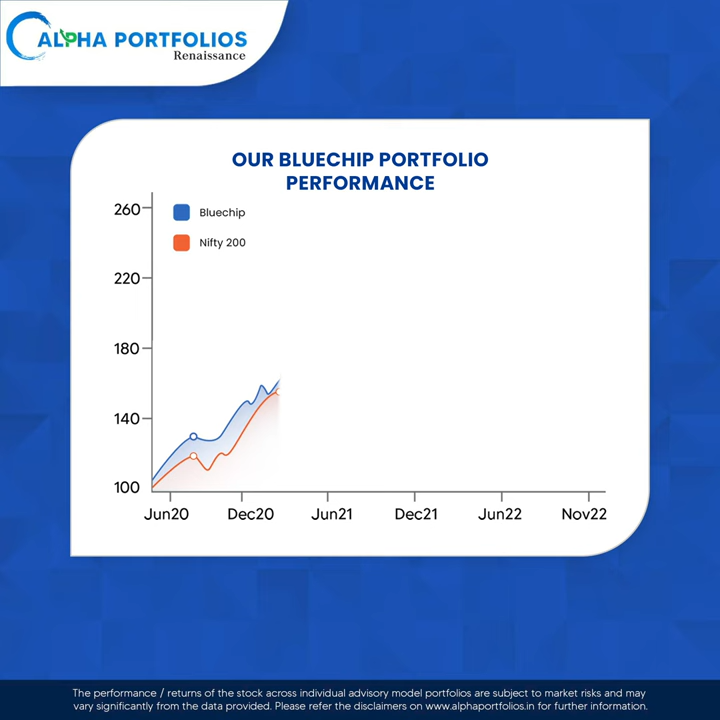 ALPHA PORTFOLIOS
Renaissance
OUR BLUECHIP PORTFOLIO
PERFORMANCE
260
Bluechip
Nifty 200
220
180
140
100
Jun20 Dec20 Jun21 Dec21 Jun22 Nov22
The performance / returns of the stock across individual advisory model portfolios are subject to market risks and may
vary significantly from the data provided. Please refer the disclaimers on www.alphaportfolios.in for further information.